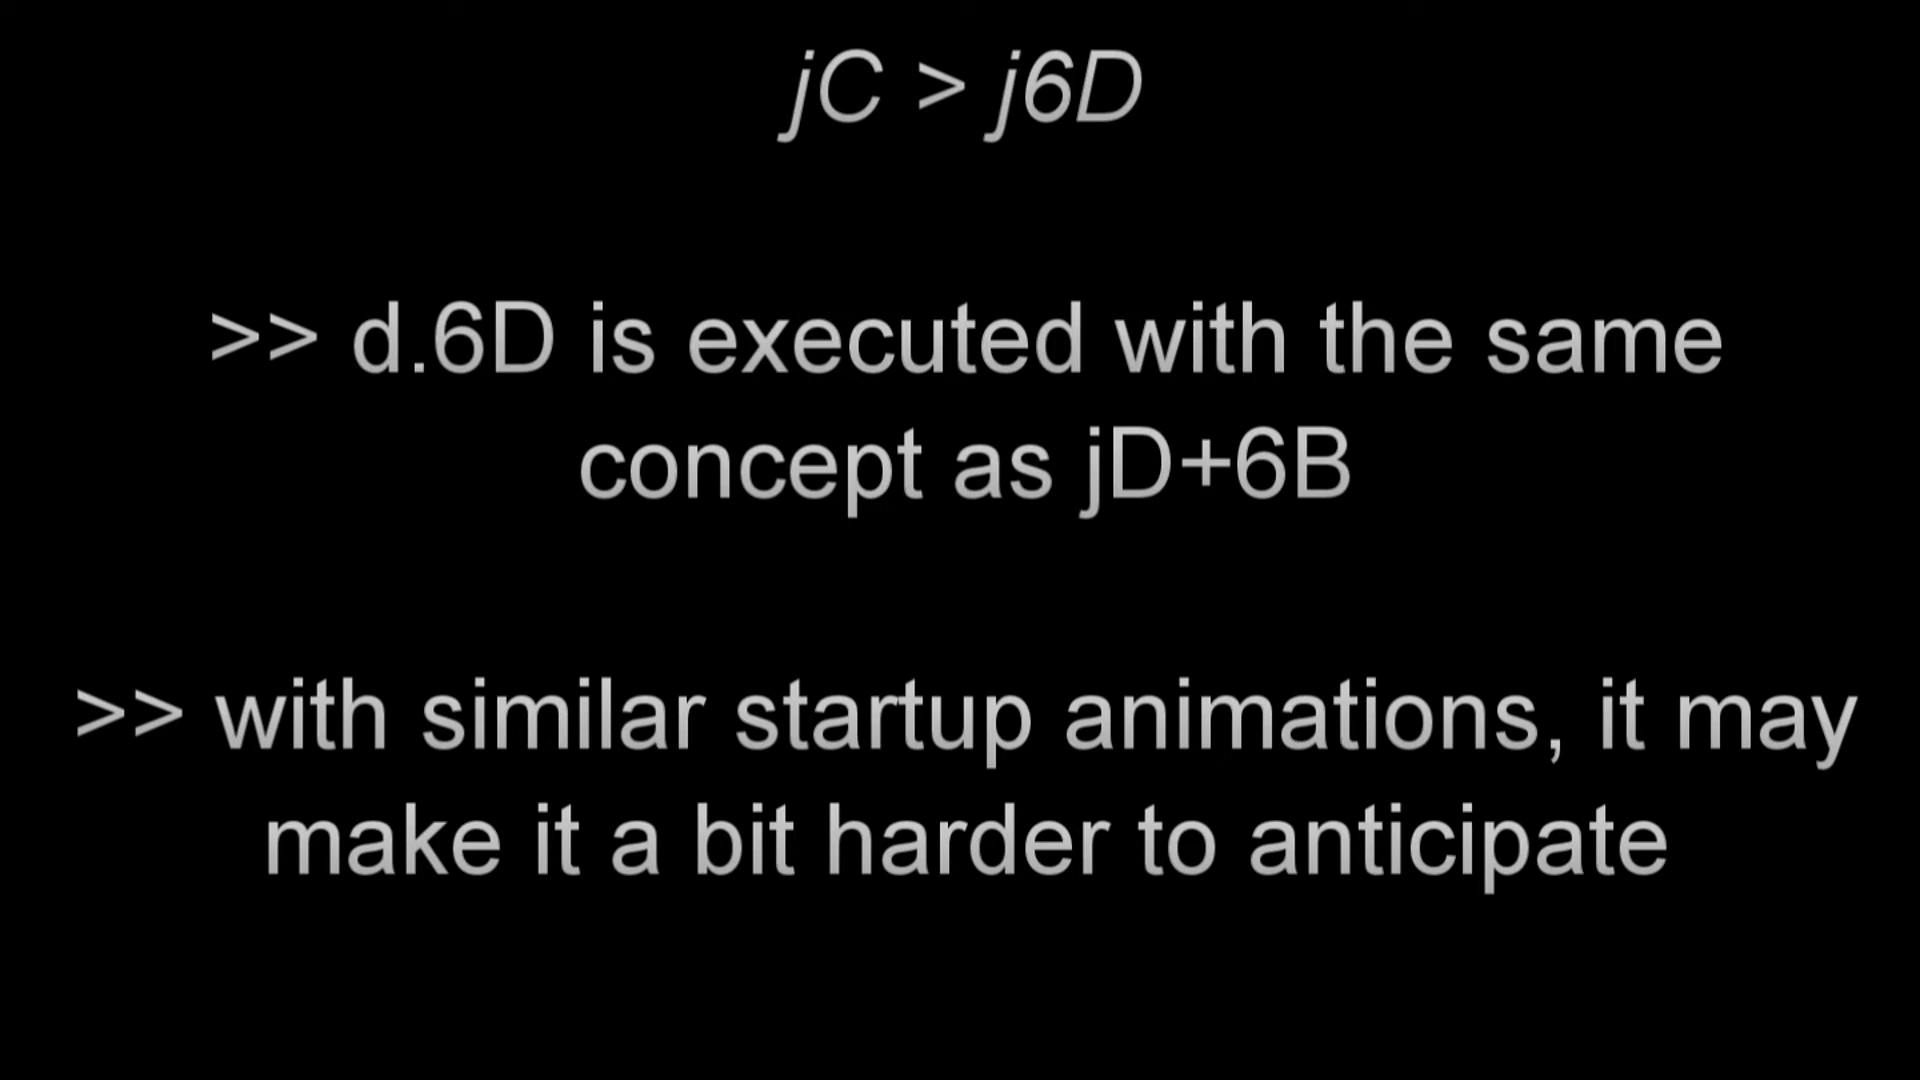 jC > j6D
>> d.6D is executed with the same
concept as jD+6B
>> with similar startup animations, it may
make it a bit harder to anticipate